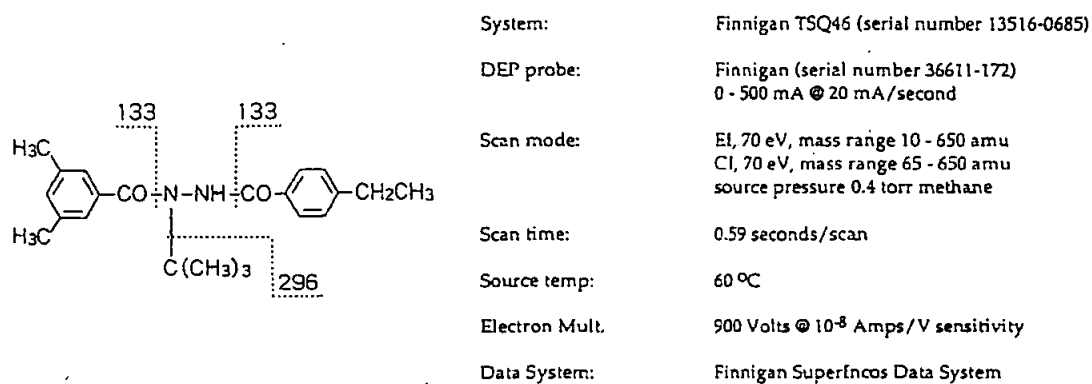 133 133
H3C
CO-N-NH-CO
CH2CH3
H3C
C(CH3)3
296
System: Finnigan TSQ46 (serial number 13516-0685)
DEP probe: Finnigan (serial number 36611-172)
0 - 500 mA @ 20 mA/second
Scan mode: EI, 70 eV, mass range 10 - 650 amu
CI, 70 eV, mass range 65 - 650 amu
source pressure 0.4 torr methane
Scan time: 0.59 seconds/scan
Source temp: 60 °C
Electron Mult. 900 Volts @ 10-8 Amps/V sensitivity
Data System: Finnigan SuperIncos Data System